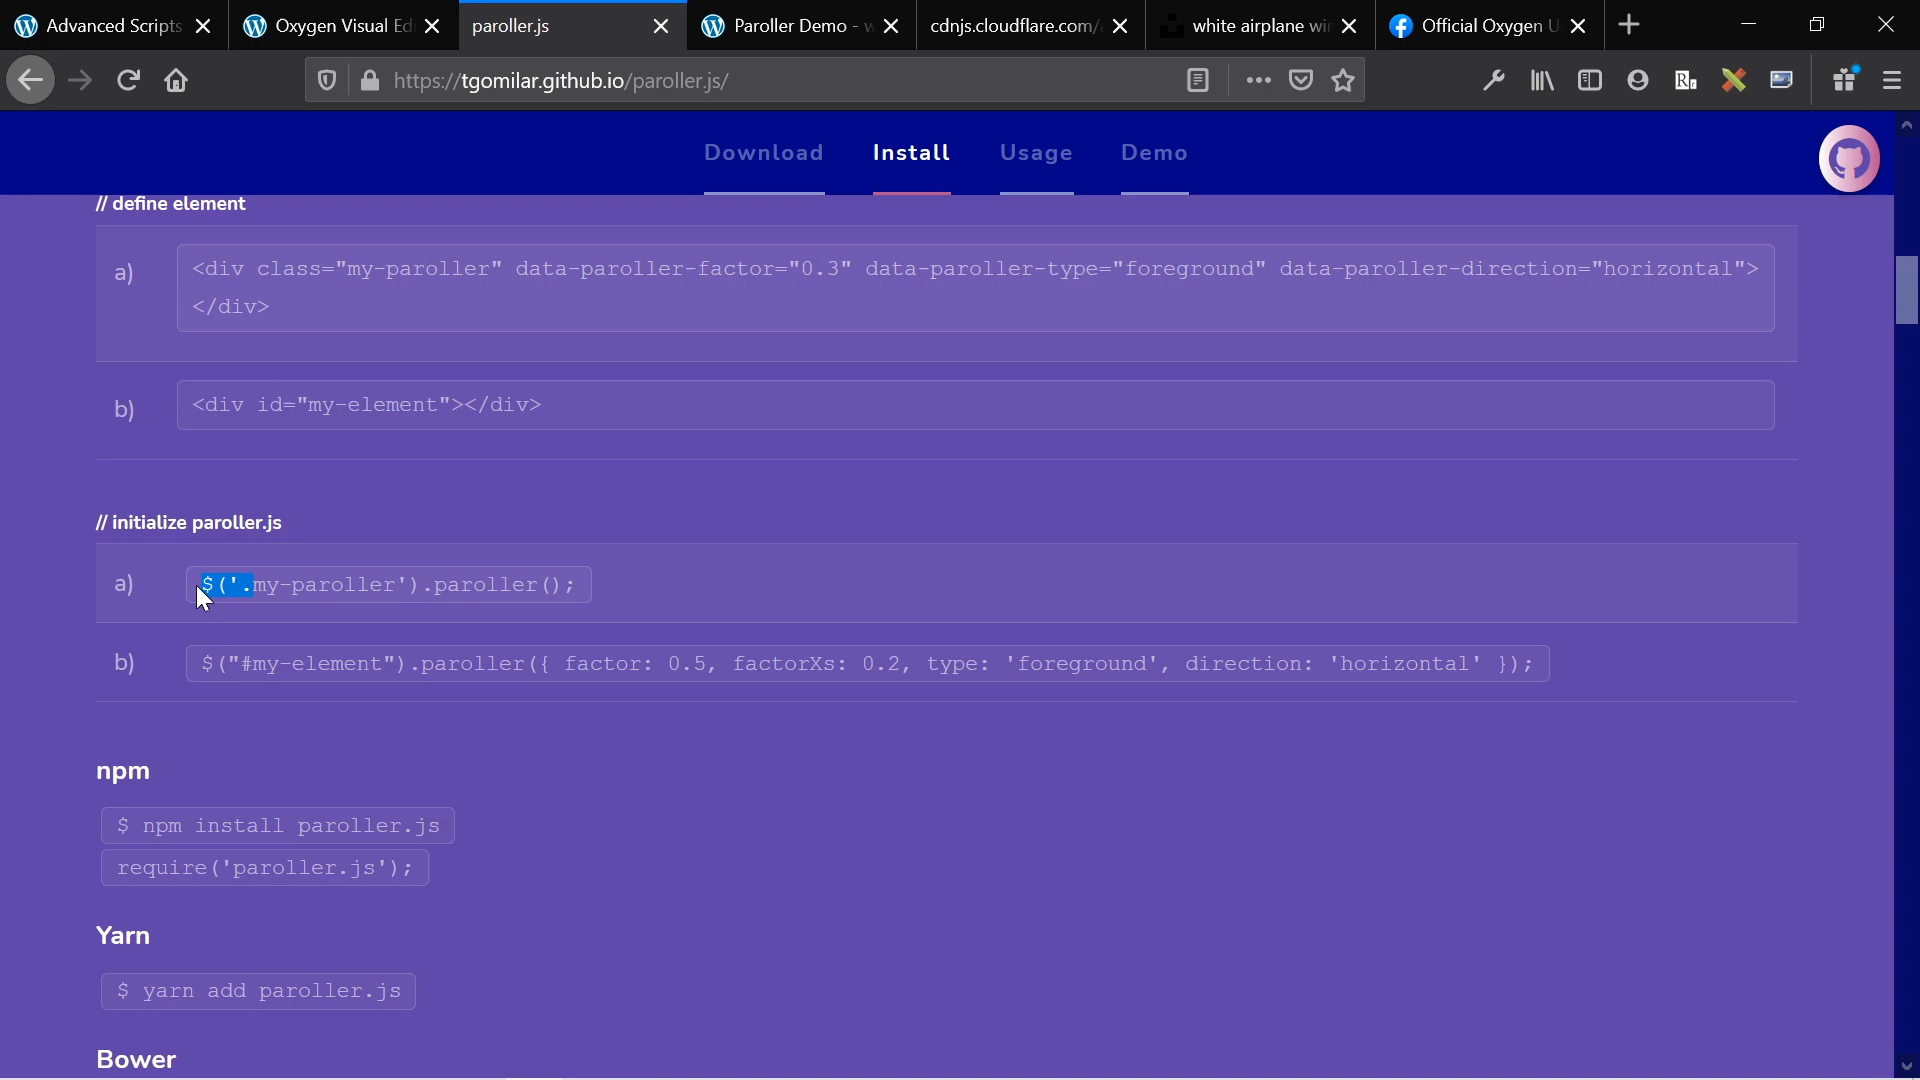 Advanced Scripts
Oxygen Visual Ed
paroller.js
Paroller Demo - w
cdnjs.cloudflare.com/a
white airplane wi
Official Oxygen U
https://tgomilar.github.io/paroller.js/
Download
Install
Usage
Demo
// define element
a)
<div class="my-paroller" data-paroller-factor="0.3" data-paroller-type="foreground" data-paroller-direction="horizontal">
</div>
b)
<div id="my-element"></div>
// initialize paroller.js
a)
$('.my-paroller').paroller();
b)
$("#my-element").paroller({ factor: 0.5, factorXs: 0.2, type: 'foreground', direction: 'horizontal' });
npm
$ npm install paroller.js
require('paroller.js');
Yarn
$ yarn add paroller.js
Bower